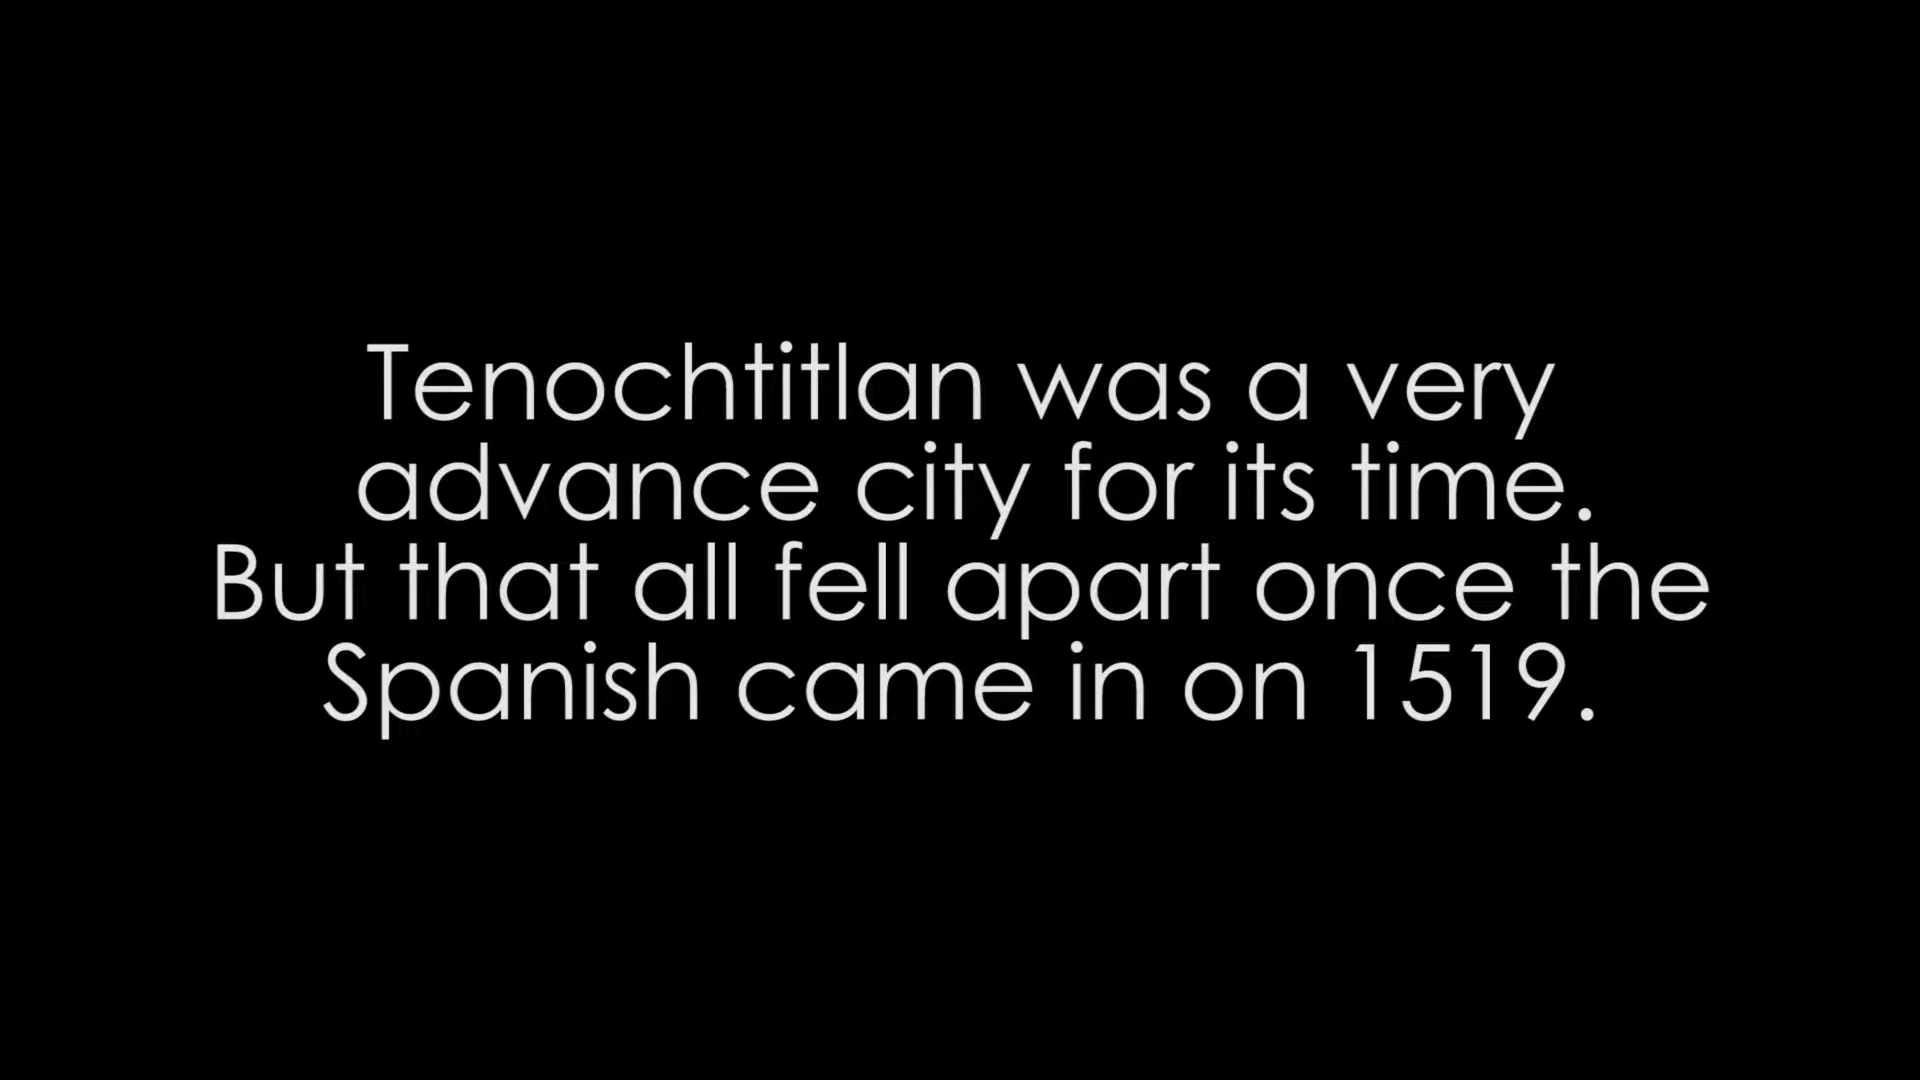 Tenochtitlan was a very
advance city for its time.
But that all fell apart once the
Spanish came in on 1519.